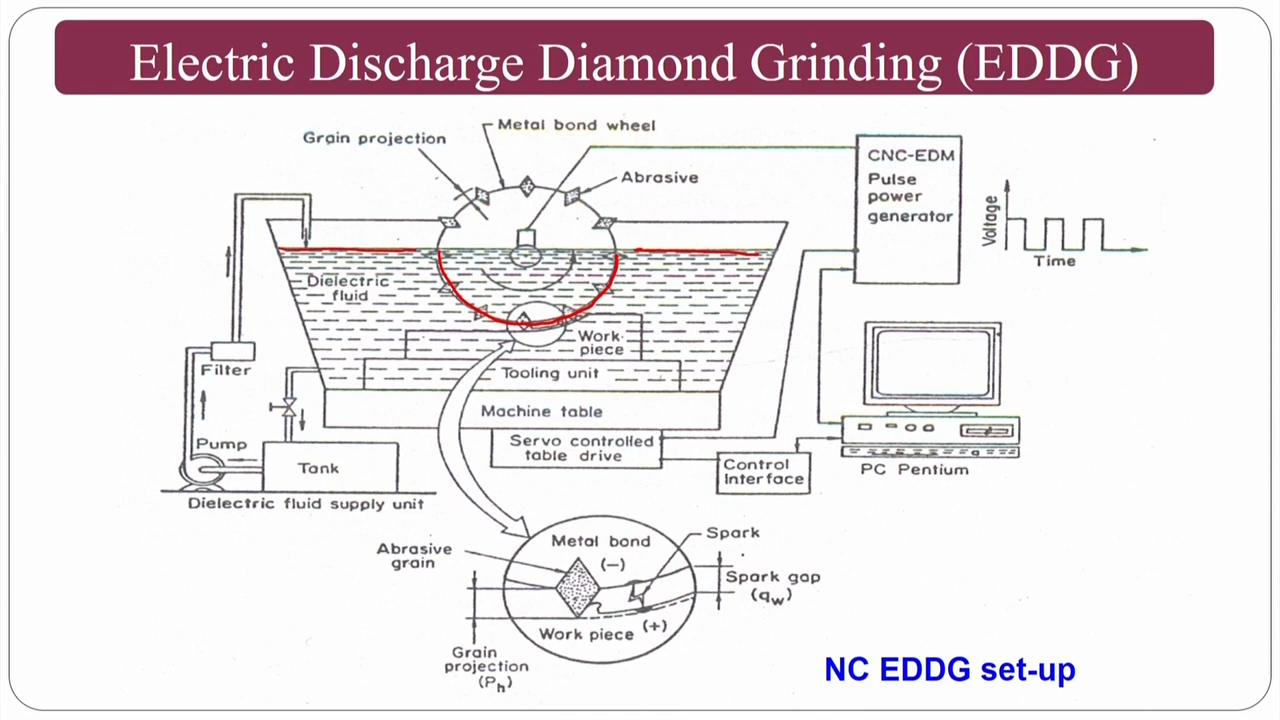 Electric Discharge Diamond Grinding (EDDG)
Metal bond wheel
Grain projection
Abrasive
CNC-EDM
Pulse
power
generator
Voltage
Time
Dielectric
fluid
Work
piece
Tooling unit
Filter
Machine table
Pump
Tank
Servo controlled
table drive
Control
Interface
PC Pentium
Dielectric fluid supply unit
Metal bond
(−)
Spark
Abrasive
grain
Spark gap
(qw)
Work piece
(+)
Grain
projection
(Ph)
NC EDDG set-up